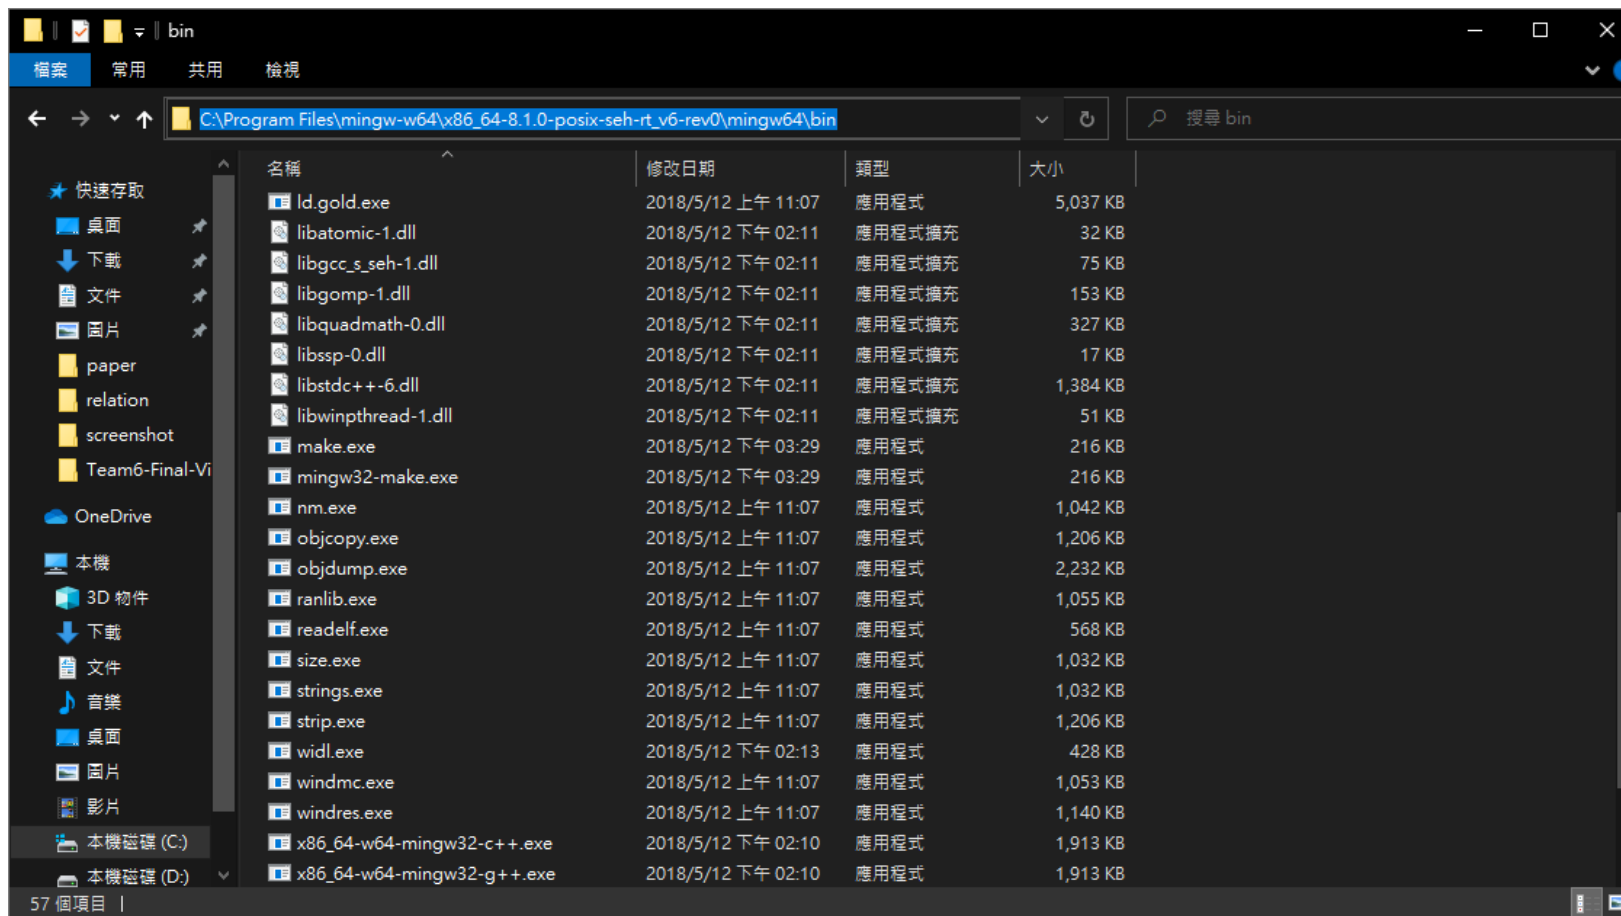 bin
檔案 常用 共用 檢視
C:\Program Files\mingw-w64\x86_64-8.1.0-posix-seh-rt_v6-rev0\mingw64\bin
搜尋 bin
快速存取
桌面
下載
文件
圖片
paper
relation
screenshot
Team6-Final-Vi
OneDrive
本機
3D 物件
下載
文件
音樂
桌面
圖片
影片
本機磁碟 (C:)
本機磁碟 (D:)
名稱 修改日期 類型 大小
ld.gold.exe 2018/5/12 上午 11:07 應用程式 5,037 KB
libatomic-1.dll 2018/5/12 下午 02:11 應用程式擴充 32 KB
libgcc_s_seh-1.dll 2018/5/12 下午 02:11 應用程式擴充 75 KB
libgomp-1.dll 2018/5/12 下午 02:11 應用程式擴充 153 KB
libquadmath-0.dll 2018/5/12 下午 02:11 應用程式擴充 327 KB
libssp-0.dll 2018/5/12 下午 02:11 應用程式擴充 17 KB
libstdc++-6.dll 2018/5/12 下午 02:11 應用程式擴充 1,384 KB
libwinpthread-1.dll 2018/5/12 下午 02:11 應用程式擴充 51 KB
make.exe 2018/5/12 下午 03:29 應用程式 216 KB
mingw32-make.exe 2018/5/12 下午 03:29 應用程式 216 KB
nm.exe 2018/5/12 上午 11:07 應用程式 1,042 KB
objcopy.exe 2018/5/12 上午 11:07 應用程式 1,206 KB
objdump.exe 2018/5/12 上午 11:07 應用程式 2,232 KB
ranlib.exe 2018/5/12 上午 11:07 應用程式 1,055 KB
readelf.exe 2018/5/12 上午 11:07 應用程式 568 KB
size.exe 2018/5/12 上午 11:07 應用程式 1,032 KB
strings.exe 2018/5/12 上午 11:07 應用程式 1,032 KB
strip.exe 2018/5/12 上午 11:07 應用程式 1,206 KB
widl.exe 2018/5/12 下午 02:13 應用程式 428 KB
windmc.exe 2018/5/12 上午 11:07 應用程式 1,053 KB
windres.exe 2018/5/12 上午 11:07 應用程式 1,140 KB
x86_64-w64-mingw32-c++.exe 2018/5/12 下午 02:10 應用程式 1,913 KB
x86_64-w64-mingw32-g++.exe 2018/5/12 下午 02:10 應用程式 1,913 KB
57 個項目